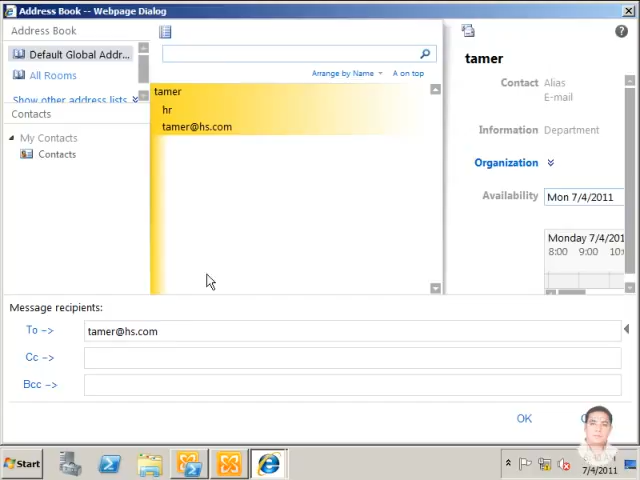 Address Book -- Webpage Dialog
Address Book
Default Global Addr...
All Rooms
Show other address lists
Contacts
My Contacts
Contacts
Arrange by Name
A on top
tamer
hr
tamer@hs.com
tamer
Contact
Alias
E-mail
Information
Department
Organization
Availability
Mon 7/4/2011
Monday 7/4/201
8:00
9:00
10:
Message recipients:
To ->
tamer@hs.com
Cc ->
Bcc ->
OK
Start
7/4/2011